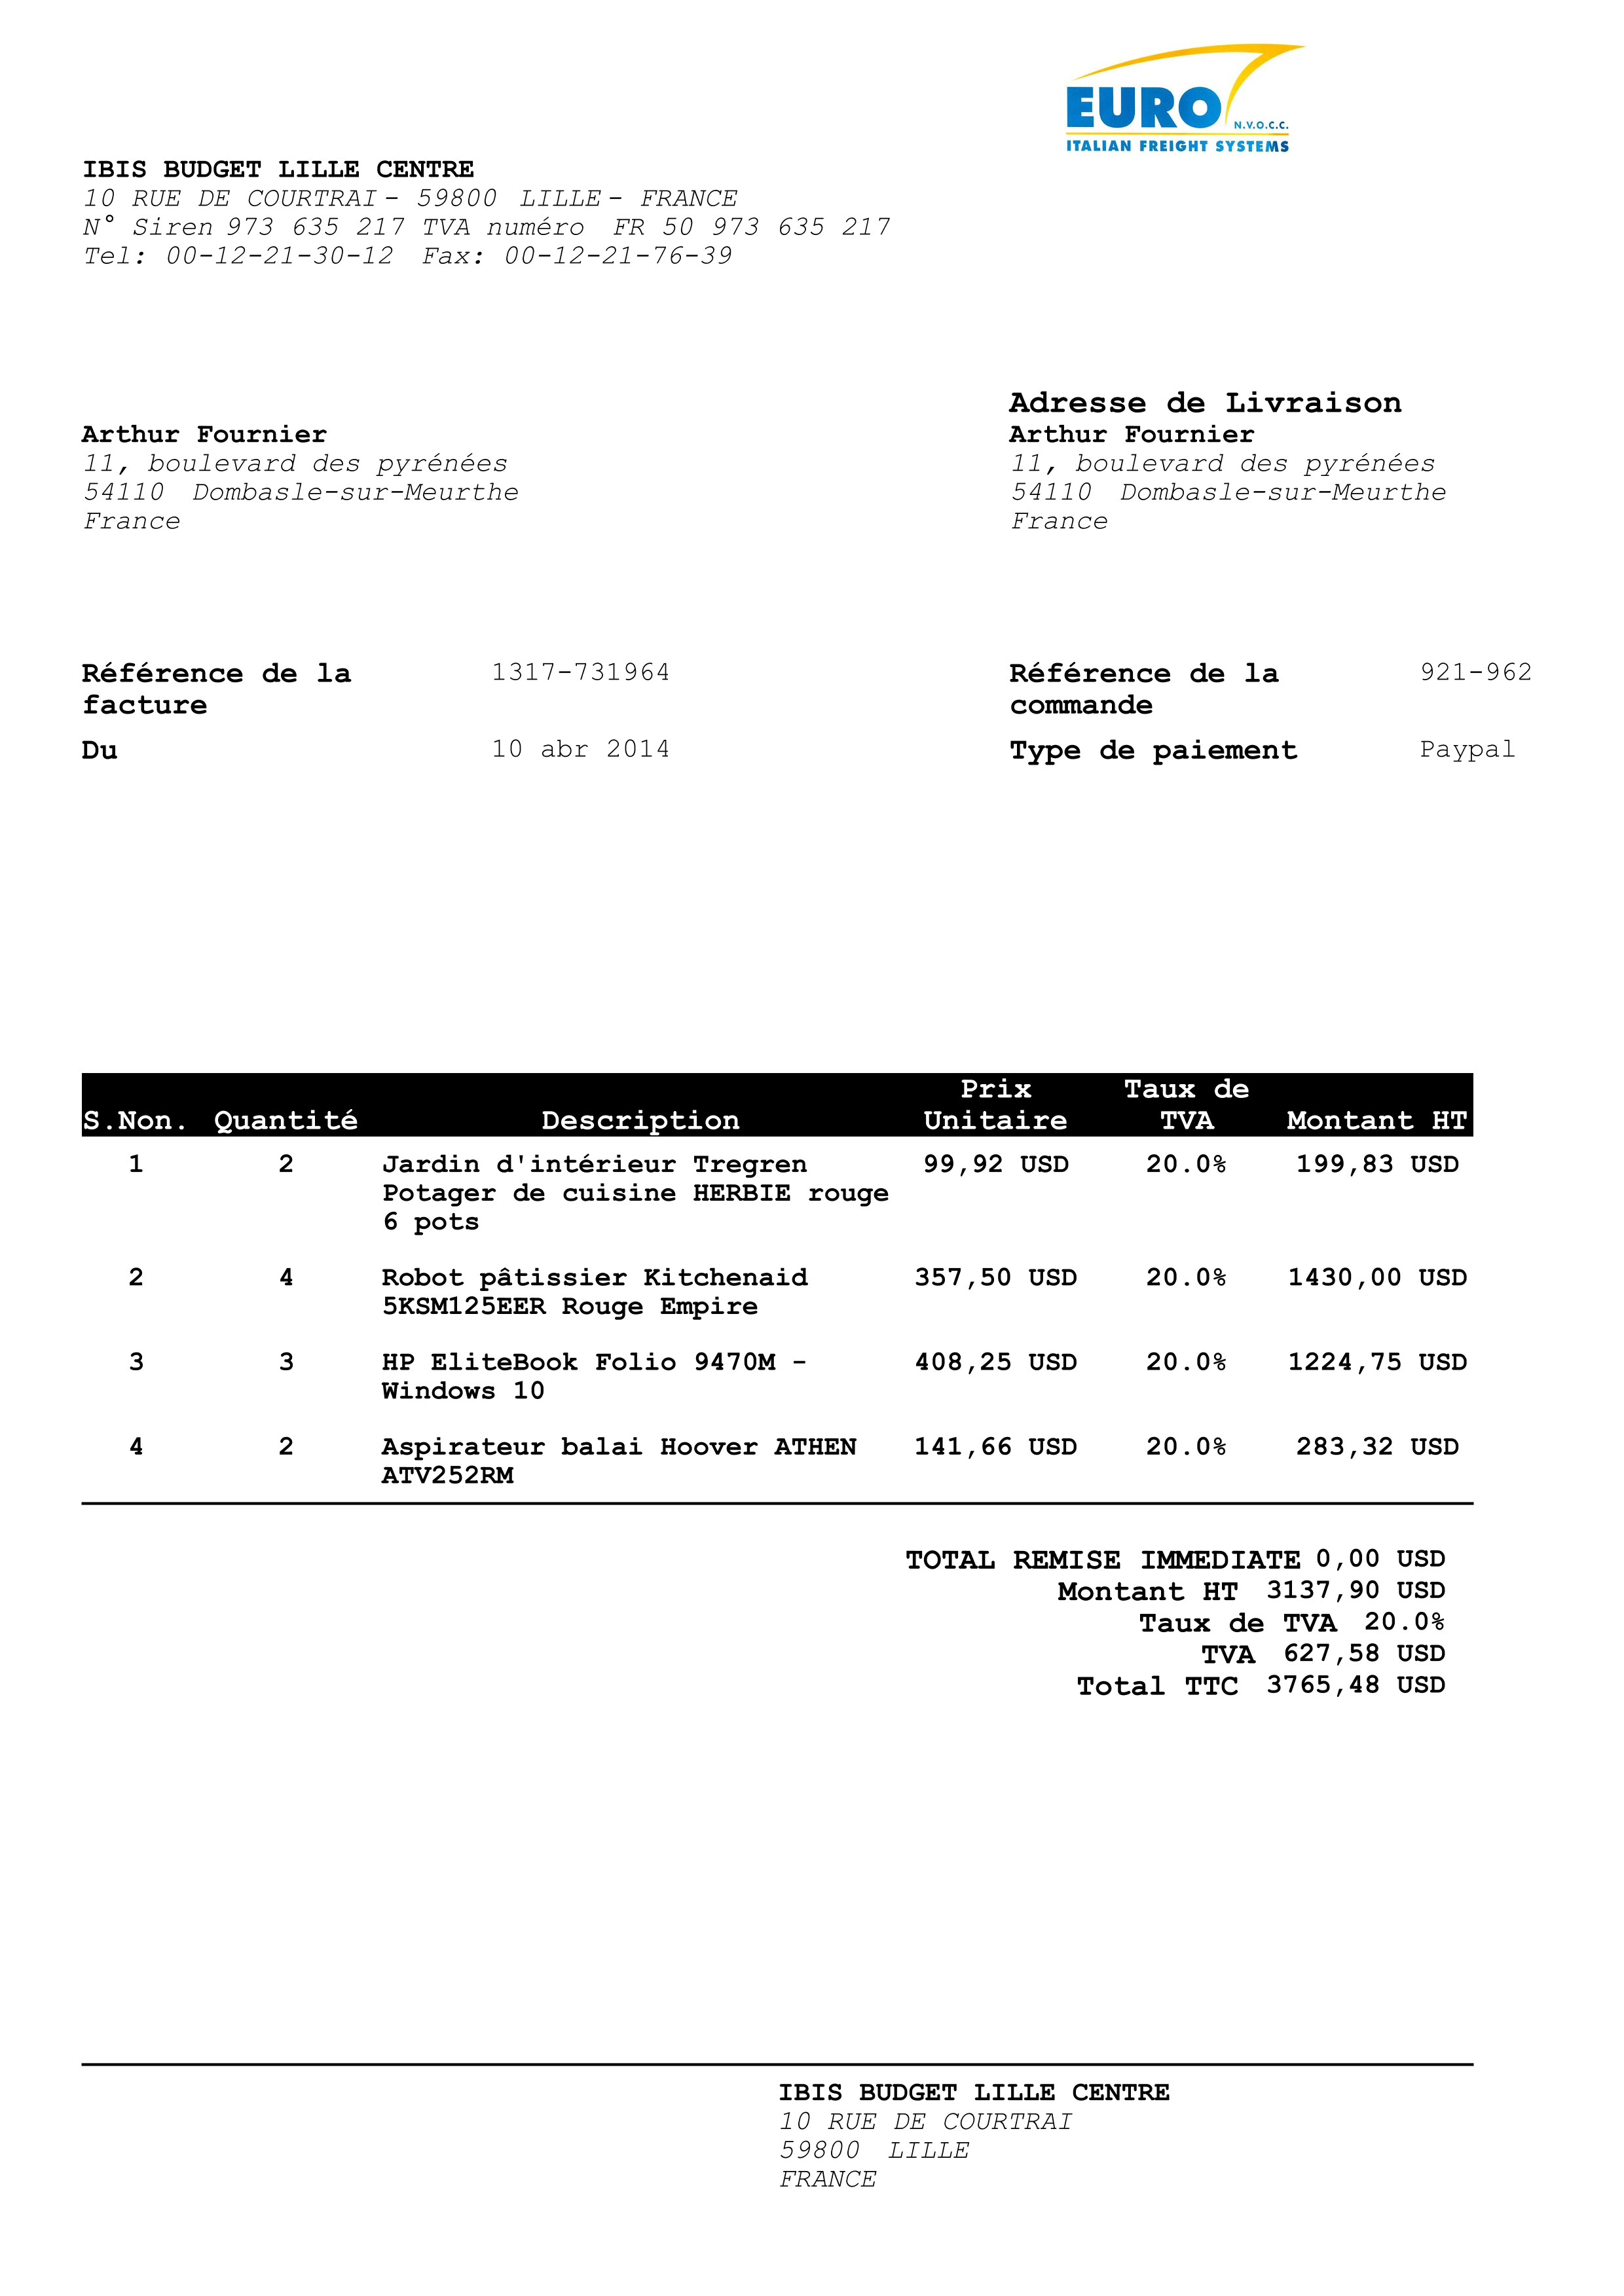 EURO
N.V.O.C.C.
ITALIAN FREIGHT SYSTEMS
IBIS BUDGET LILLE CENTRE
10 RUE DE COURTRAI - 59800 LILLE - FRANCE
N° Siren 973 635 217 TVA numéro FR 50 973 635 217
Tel: 00-12-21-30-12 Fax: 00-12-21-76-39
Arthur Fournier
11, boulevard des pyrénées
54110 Dombasle-sur-Meurthe
France
Adresse de Livraison
Arthur Fournier
11, boulevard des pyrénées
54110 Dombasle-sur-Meurthe
France
Référence de la 1317-731964
facture
Du 10 abr 2014
Référence de la 921-962
commande
Type de paiement Paypal
Prix Taux de
S.Non. Quantité Description Unitaire TVA Montant HT
1 2 Jardin d'intérieur Tregren 99,92 USD 20.0% 199,83 USD
Potager de cuisine HERBIE rouge
6 pots
2 4 Robot pâtissier Kitchenaid 357,50 USD 20.0% 1430,00 USD
5KSM125EER Rouge Empire
3 3 HP EliteBook Folio 9470M - 408,25 USD 20.0% 1224,75 USD
Windows 10
4 2 Aspirateur balai Hoover ATHEN 141,66 USD 20.0% 283,32 USD
ATV252RM
TOTAL REMISE IMMEDIATE 0,00 USD
Montant HT 3137,90 USD
Taux de TVA 20.0%
TVA 627,58 USD
Total TTC 3765,48 USD
IBIS BUDGET LILLE CENTRE
10 RUE DE COURTRAI
59800 LILLE
FRANCE